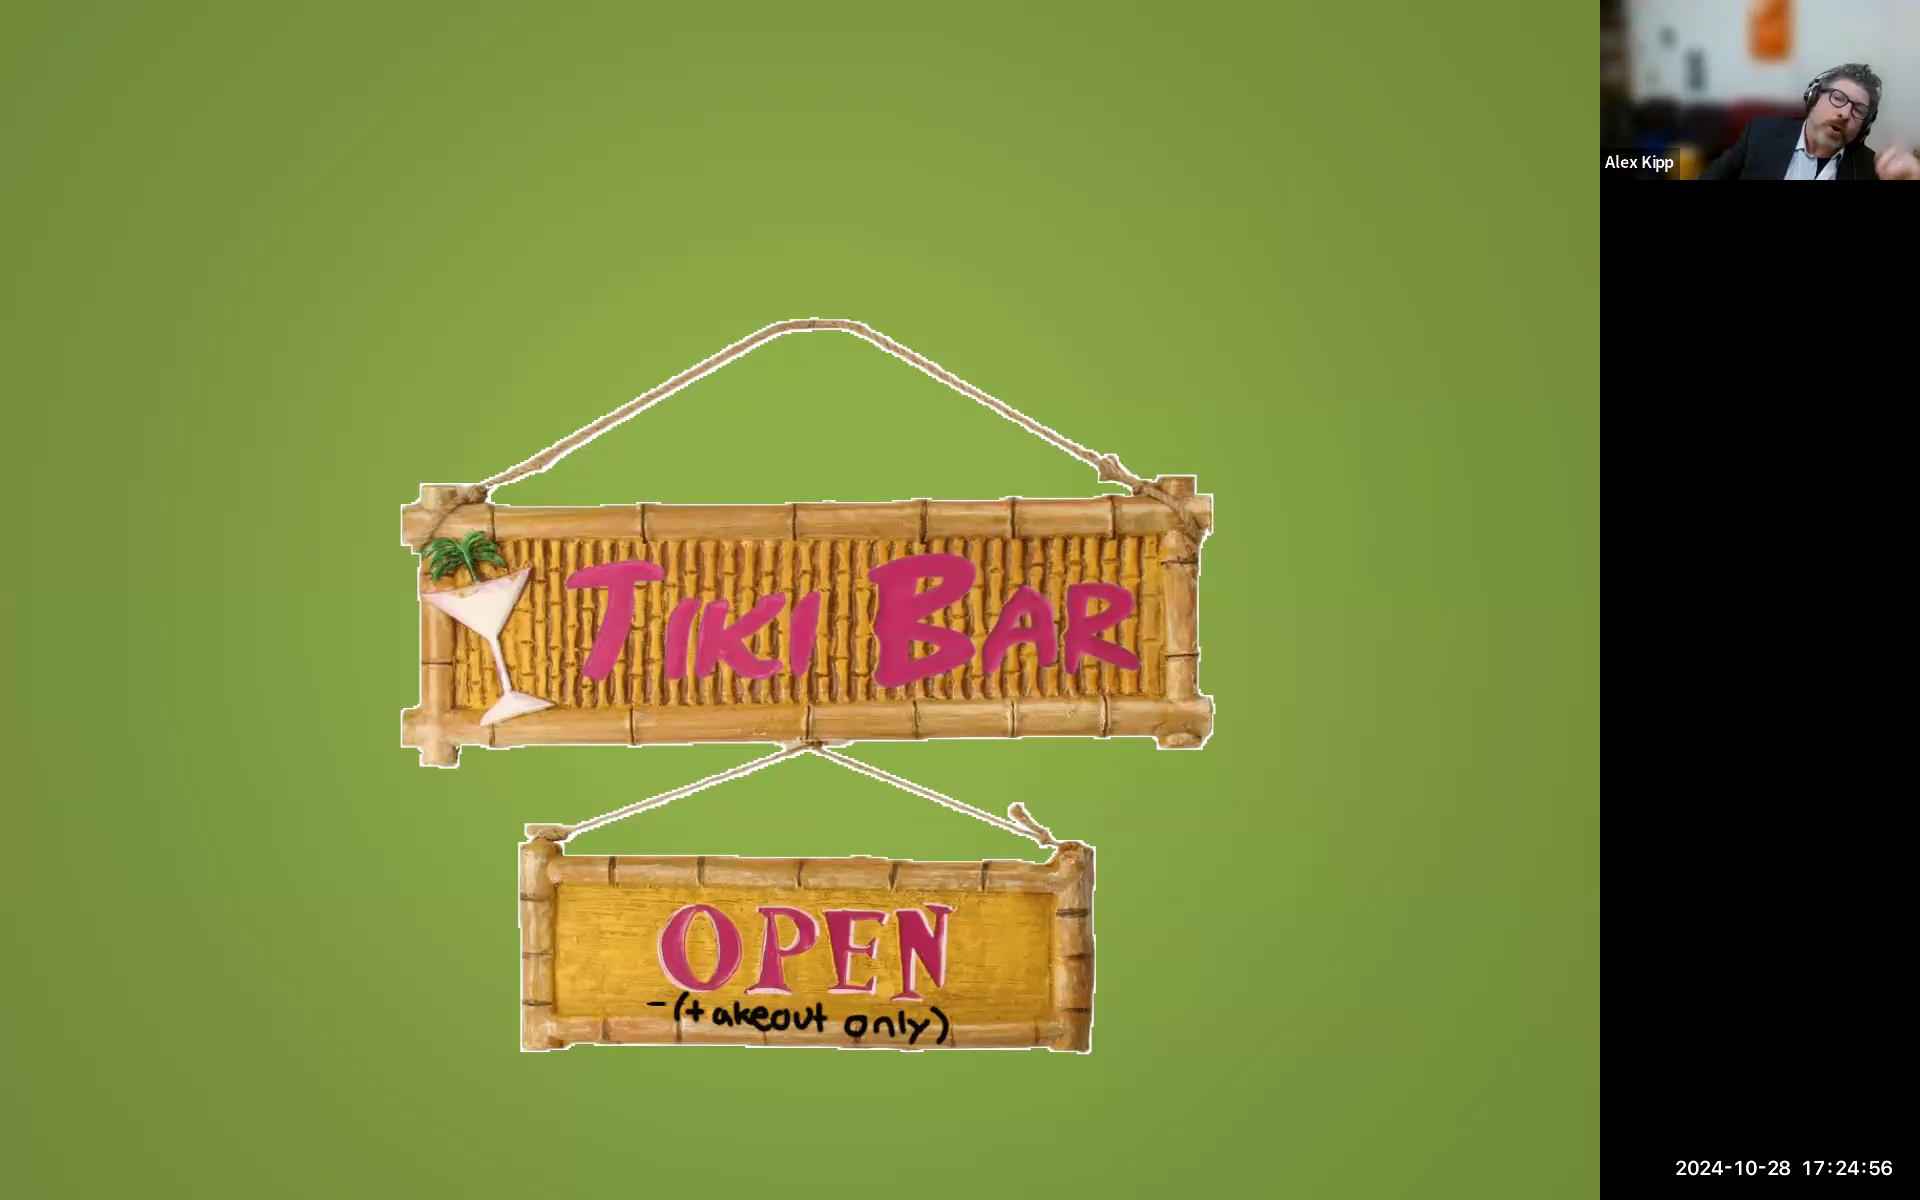 Alex Kipp
TIKI BAR
OPEN
-(takeout only)
2024-10-28 17:24:56